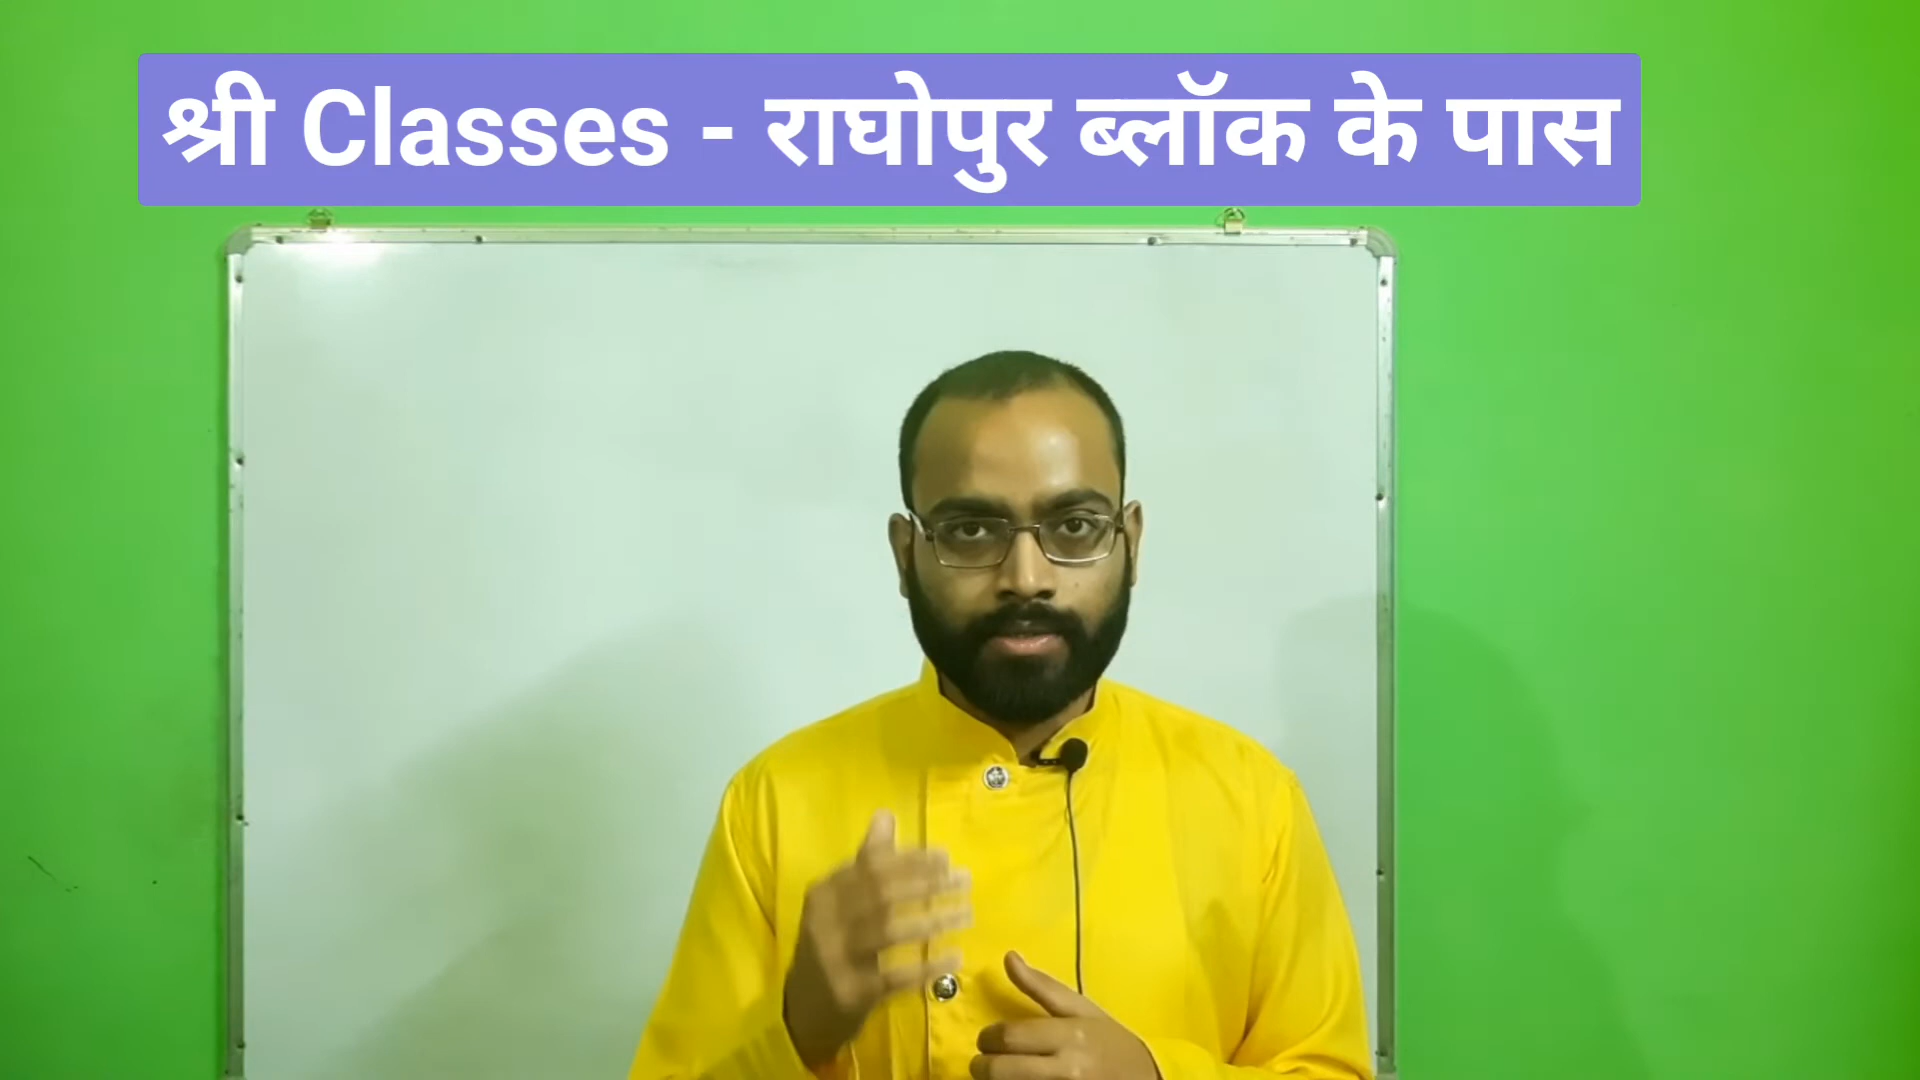 श्री Classes - राघोपुर ब्लॉक के पास